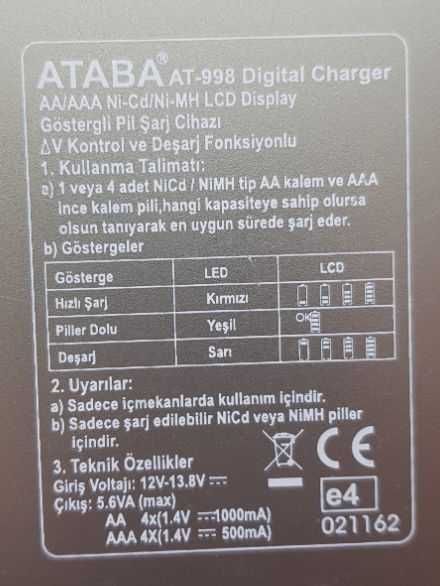 ATABA® AT-998 Digital Charger
AA/AAA Ni-Cd/Ni-MH LCD Display
Göstergli Pil Şarj Cihazı
ΔV Kontrol ve Deşarj Fonksiyonlu
1. Kullanma Talimatı:
a) 1 veya 4 adet NiCd / NiMH tip AA kalem ve AAA
ince kalem pili,hangi kapasiteye sahip olursa
olsun tanıyarak en uygun sürede şarj eder.
b) Göstergeler
Gösterge LED LCD
Hızlı Şarj Kırmızı
Piller Dolu Yeşil OK
Deşarj Sarı
2. Uyarılar:
a) Sadece içmekanlarda kullanım içindir.
b) Sadece şarj edilebilir NiCd veya NiMH piller
içindir.
3. Teknik Özellikler
Giriş Voltajı: 12V-13.8V ⎓
Çıkış: 5.6VA (max)
AA 4x(1.4V ⎓1000mA)
AAA 4X(1.4V ⎓ 500mA)
CE
e4
021162